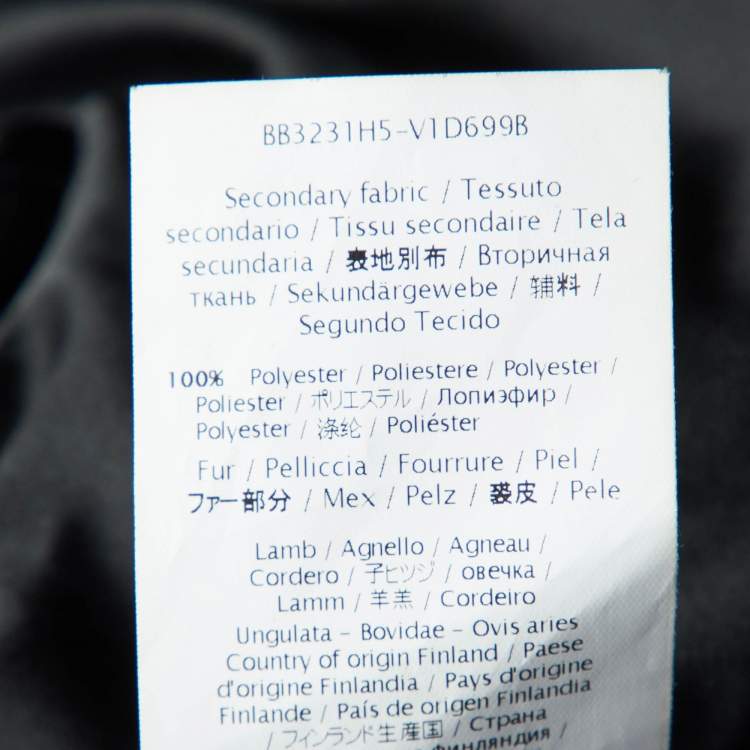 BB3231H5-V1D699B
Secondary fabric / Tessuto
secondario / Tissu secondaire / Tela
secundaria / 表地別布 / Вторичная
ткань / Sekundärgewebe / 辅料 /
Segundo Tecido
100% Polyester / Poliestere / Polyester /
Poliester / ポリエステル / Лопиэфир /
Polyester / 涤纶 / Poliéster
Fur / Pelliccia / Fourrure / Piel /
ファー部分 / Мех / Pelz / 裘皮 / Pele
Lamb / Agnello / Agneau /
Cordero / 子ヒツジ / овечка /
Lamm / 羊羔 / Cordeiro
Ungulata - Bovidae - Ovis aries
Country of origin Finland / Paese
d'origine Finlandia / Pays d'origine
Finlande / País de origen Finlandia
/ フィンランド生産国 / Страна
Финляндия /